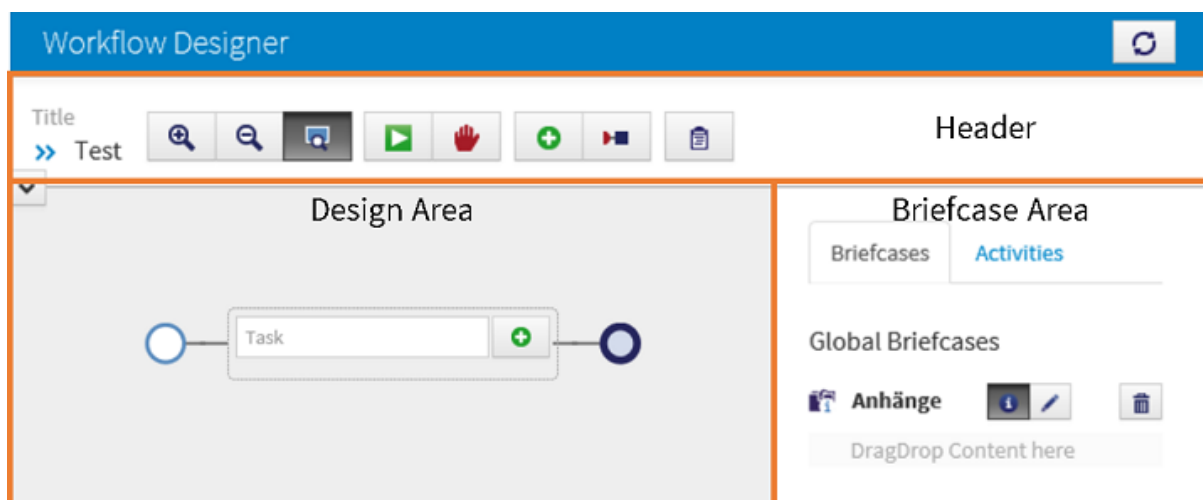 Workflow Designer
Title
Test
Header
Design Area
Briefcase Area
Briefcases Activities
Task
Global Briefcases
Anhänge
DragDrop Content here